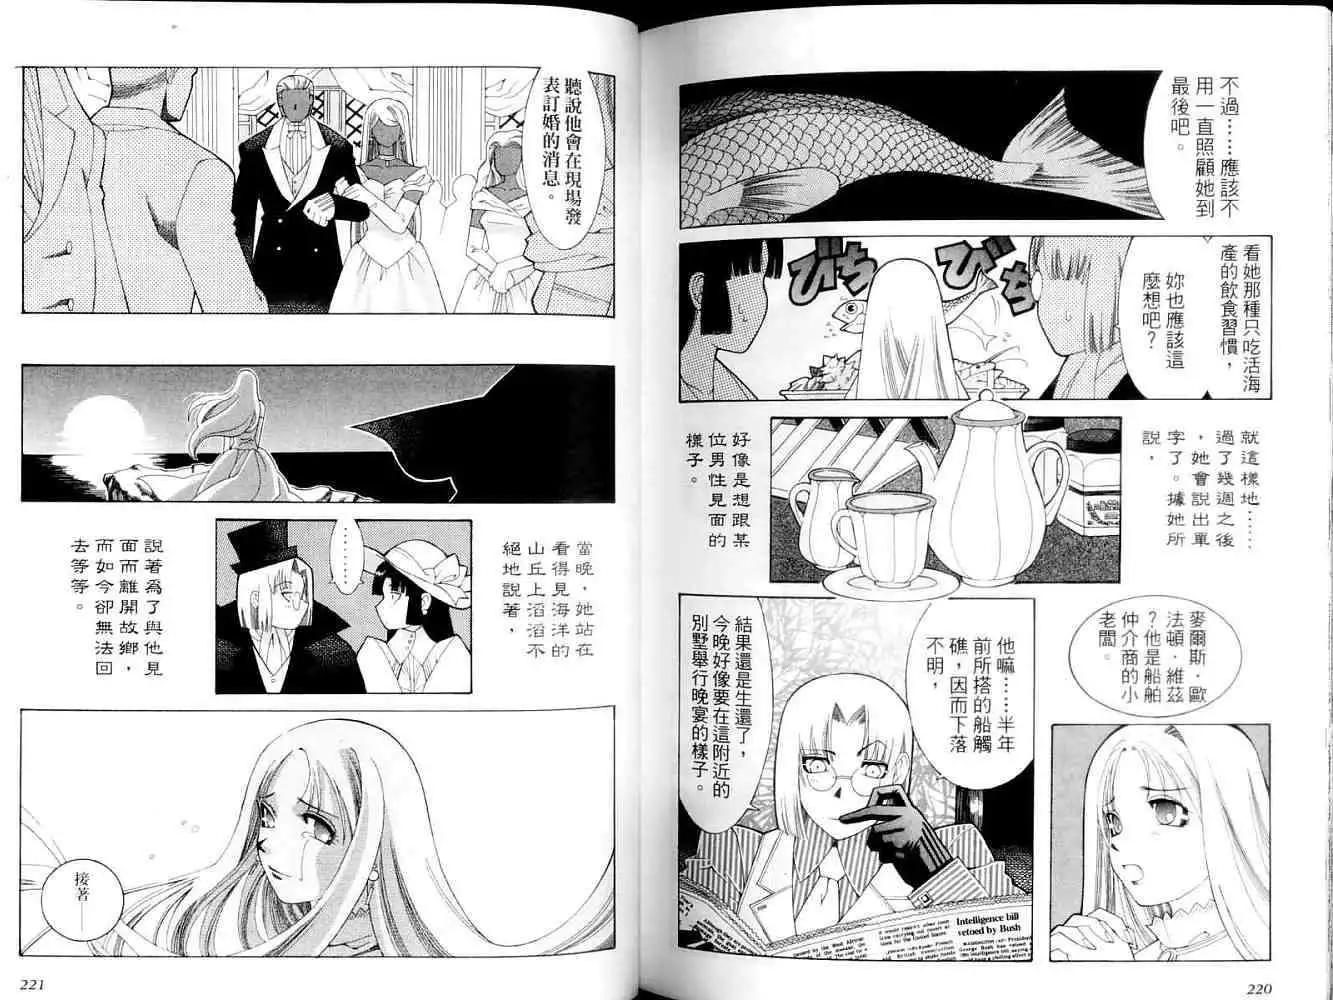 不過……應該不
用一直照顧她到
最後吧。
看她那種只吃活海
產的飲食習慣，
妳也應該這
麼想吧？
びち
びち
就這樣地……
過了幾週之後
，她會說出單
字了。據她所
說，
好像是想跟某
位男性見面的
樣子。
麥爾斯．歐
法頓．維茲
？他是船舶
仲介商的小
老闆。
他嘛……半年
前所搭的船觸
礁，因而下落
不明，
結果還是生還了，
今晚好像要在這附近的
別墅舉行晚宴的樣子。
Intelligence bill
vetoed by Bush
220
聽說他會在現場發
表訂婚的消息。
當晚，她站在
看得見海洋的
山丘上滔滔不
絕地說著，
……
說著為了與他見
面而離開故鄉，
而如今卻無法回
去等等。
接著──
221